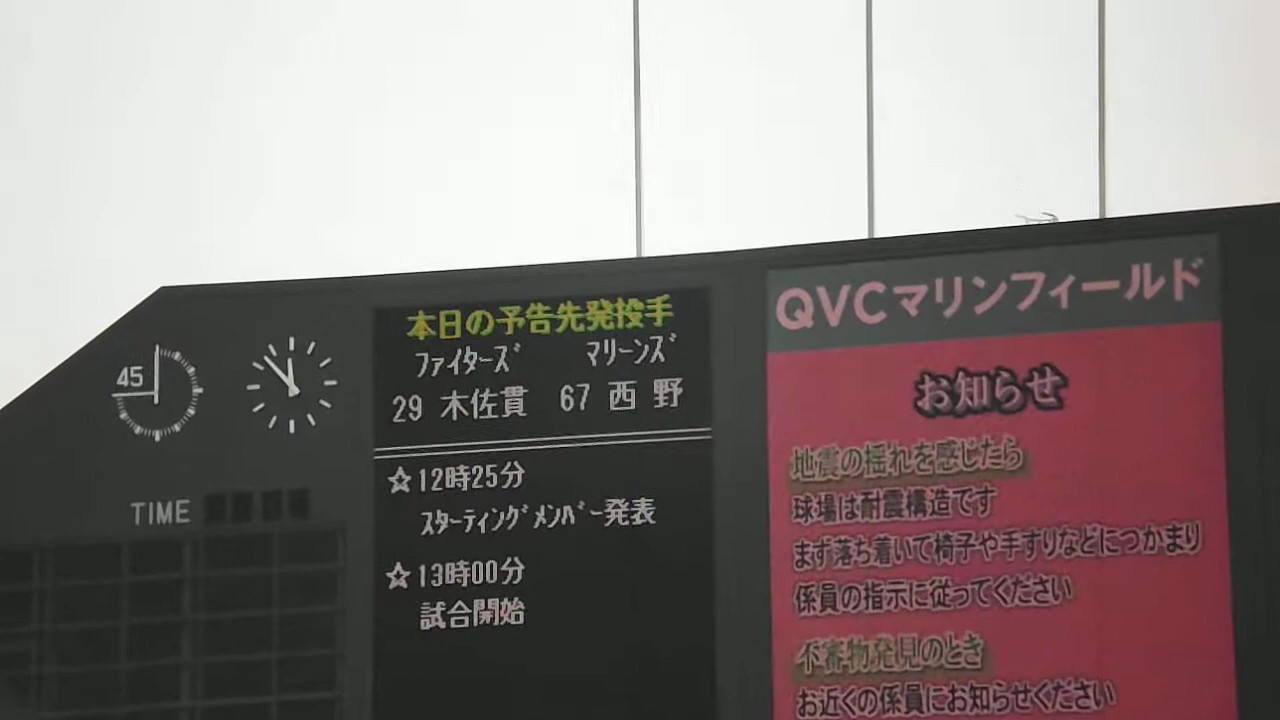 45
TIME
本日の予告先発投手
ファイターズ マリーンズ
29 木佐貫 67 西野
☆12時25分
スターティングメンバー発表
☆13時00分
試合開始
QVCマリンフィールド
お知らせ
地震の揺れを感じたら
球場は耐震構造です
まず落ち着いて椅子や手すりなどにつかまり
係員の指示に従ってください
不審物発見のとき
お近くの係員にお知らせください